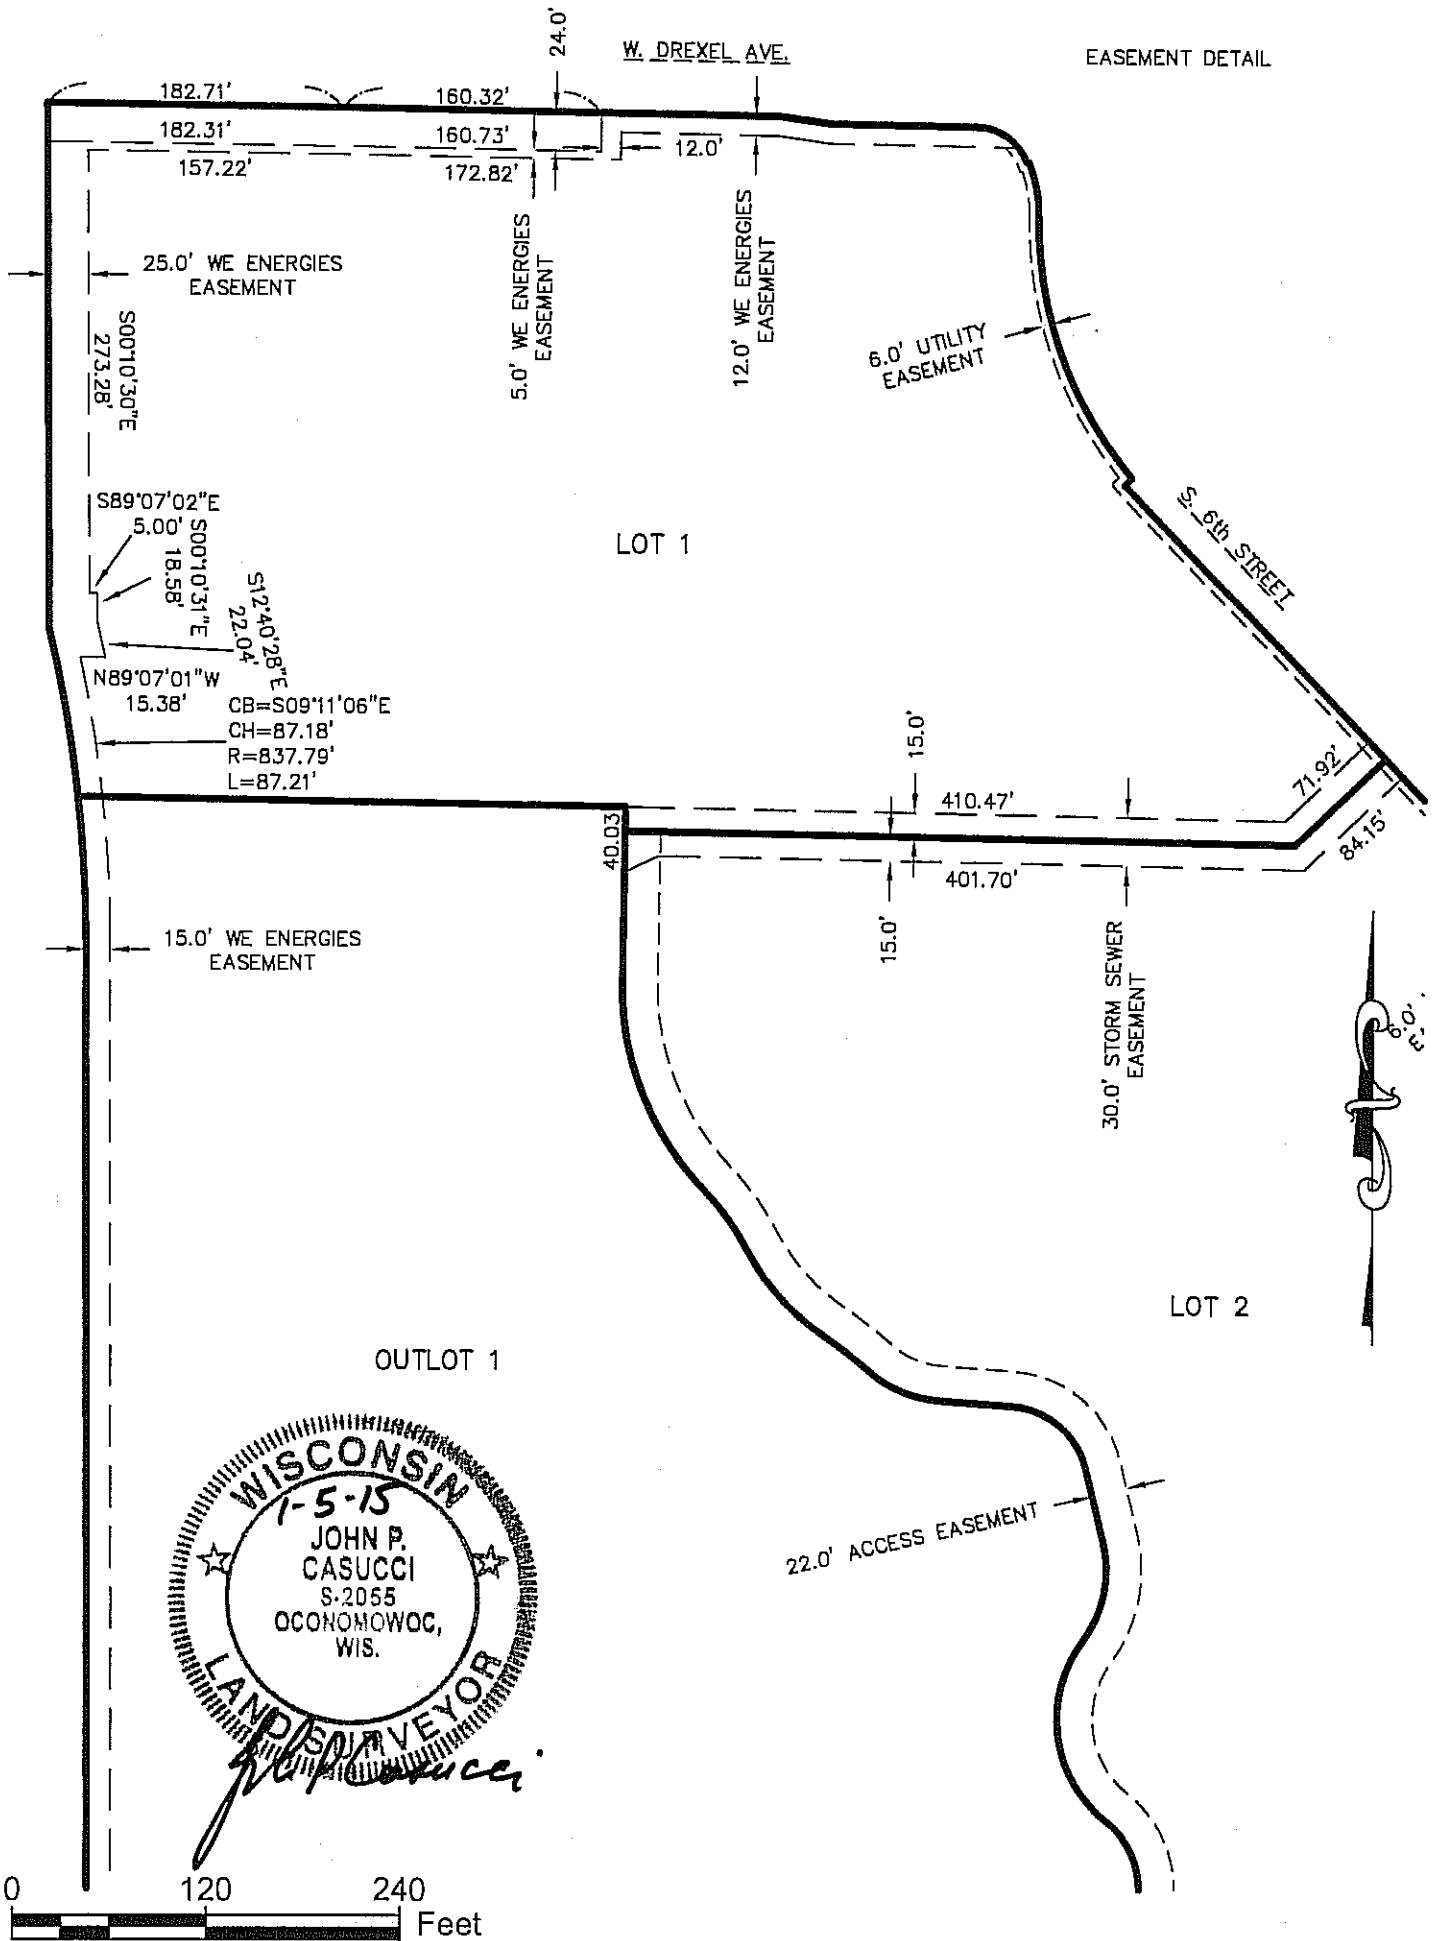 24.0'
W. DREXEL AVE.
EASEMENT DETAIL
182.71'
160.32'
182.31'
160.73'
12.0'
157.22'
172.82'
25.0' WE ENERGIES
EASEMENT
5.0' WE ENERGIES
EASEMENT
12.0' WE ENERGIES
EASEMENT
6.0' UTILITY
EASEMENT
S00°10'30"E
273.28'
S89°07'02"E
5.00'
S00°10'31"E
18.58'
S12°40'28"E
22.04'
N89°07'01"W
15.38'
CB=S09°11'06"E
CH=87.18'
R=837.79'
L=87.21'
LOT 1
S. 6th STREET
15.0'
410.47'
71.92'
40.03
84.15'
401.70'
15.0'
15.0' WE ENERGIES
EASEMENT
30.0' STORM SEWER
EASEMENT
6.0'
E'
LOT 2
OUTLOT 1
22.0' ACCESS EASEMENT
WISCONSIN
1-5-15
JOHN P.
CASUCCI
S-2055
OCONOMOWOC,
WIS.
LAND SURVEYOR
John P Casucci
0 120 240
Feet